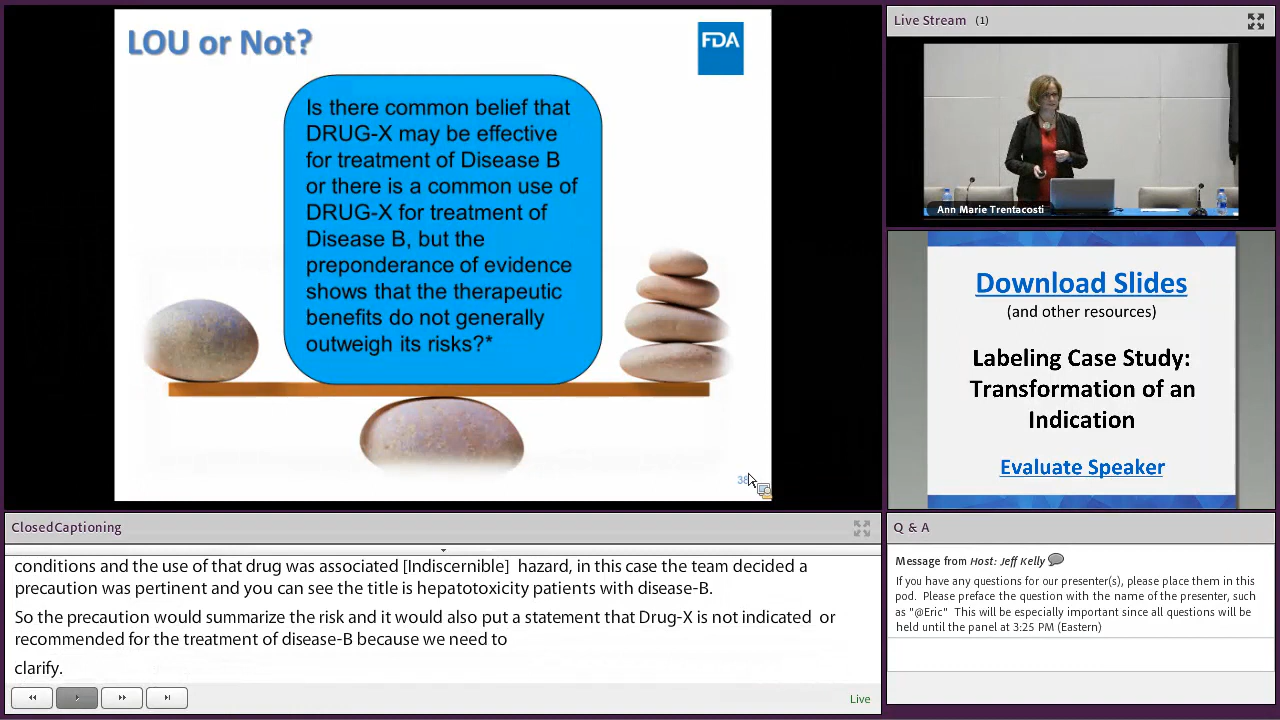 LOU or Not?
FDA
Is there common belief that
DRUG-X may be effective
for treatment of Disease B
or there is a common use of
DRUG-X for treatment of
Disease B, but the
preponderance of evidence
shows that the therapeutic
benefits do not generally
outweigh its risks?*
Live Stream (1)
Ann Marie Trentacosti
Download Slides
(and other resources)
Labeling Case Study:
Transformation of an
Indication
Evaluate Speaker
ClosedCaptioning
conditions and the use of that drug was associated [Indiscernible] hazard, in this case the team decided a
precaution was pertinent and you can see the title is hepatotoxicity patients with disease-B.
So the precaution would summarize the risk and it would also put a statement that Drug-X is not indicated or
recommended for the treatment of disease-B because we need to
clarify.
Live
Q & A
Message from Host: Jeff Kelly
If you have any questions for our presenter(s), please place them in this
pod. Please preface the question with the name of the presenter, such
as "@Eric" This will be especially important since all questions will be
held until the panel at 3:25 PM (Eastern)